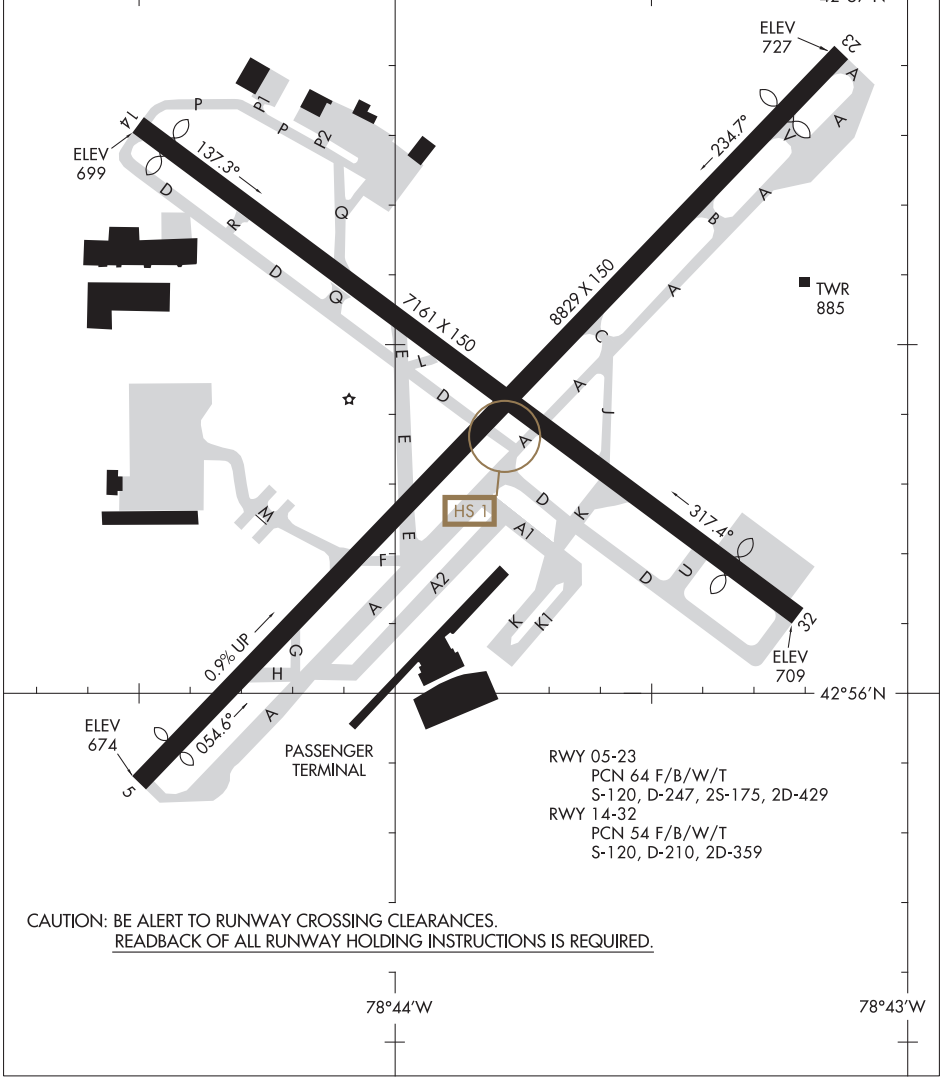 ELEV
727
23
A
A
V
234.7°
A
B
A
P
P1
P
P2
14
ELEV
699
137.3°
D
R
Q
D
Q
7161 X 150
8829 X 150
TWR
885
C
A
J
E
L
D
E
A
HS 1
D
K
A1
317.4°
M
F
E
A2
A
D
U
K
K1
32
ELEV
709
0.9% UP
G
H
A
054.6°
42°56'N
ELEV
674
5
PASSENGER
TERMINAL
RWY 05-23
PCN 64 F/B/W/T
S-120, D-247, 2S-175, 2D-429
RWY 14-32
PCN 54 F/B/W/T
S-120, D-210, 2D-359
CAUTION: BE ALERT TO RUNWAY CROSSING CLEARANCES.
READBACK OF ALL RUNWAY HOLDING INSTRUCTIONS IS REQUIRED.
78°44'W
78°43'W